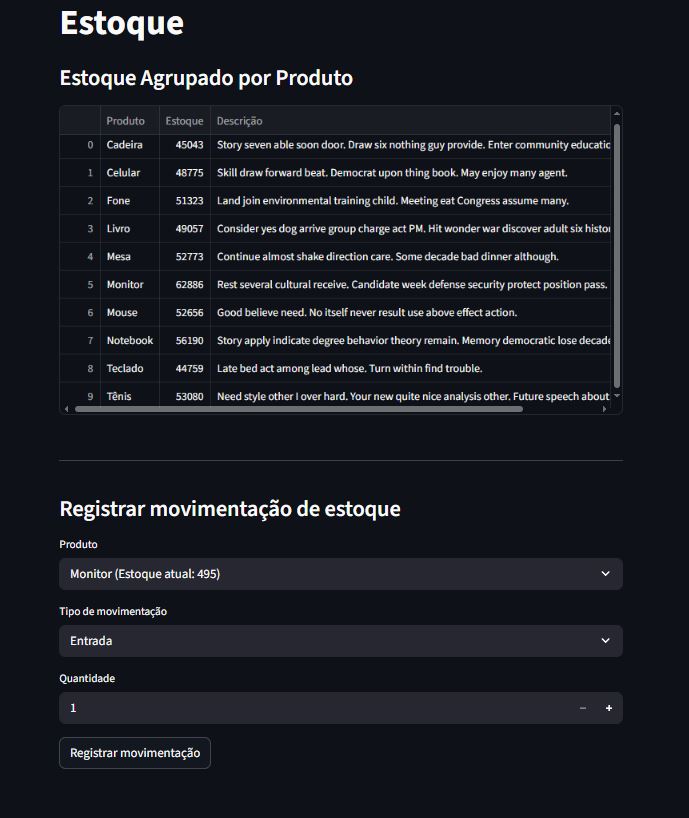 Estoque
Estoque Agrupado por Produto
Produto Estoque Descrição
0 Cadeira 45043 Story seven able soon door. Draw six nothing guy provide. Enter community educatio
1 Celular 48775 Skill draw forward beat. Democrat upon thing book. May enjoy many agent.
2 Fone 51323 Land join environmental training child. Meeting eat Congress assume many.
3 Livro 49057 Consider yes dog arrive group charge act PM. Hit wonder war discover adult six histor
4 Mesa 52773 Continue almost shake direction care. Some decade bad dinner although.
5 Monitor 62886 Rest several cultural receive. Candidate week defense security protect position pass.
6 Mouse 52656 Good believe need. No itself never result use above effect action.
7 Notebook 56190 Story apply indicate degree behavior theory remain. Memory democratic lose decade
8 Teclado 44759 Late bed act among lead whose. Turn within find trouble.
9 Tênis 53080 Need style other I over hard. Your new quite nice analysis other. Future speech about
Registrar movimentação de estoque
Produto
Monitor (Estoque atual: 495)
Tipo de movimentação
Entrada
Quantidade
1 − +
Registrar movimentação